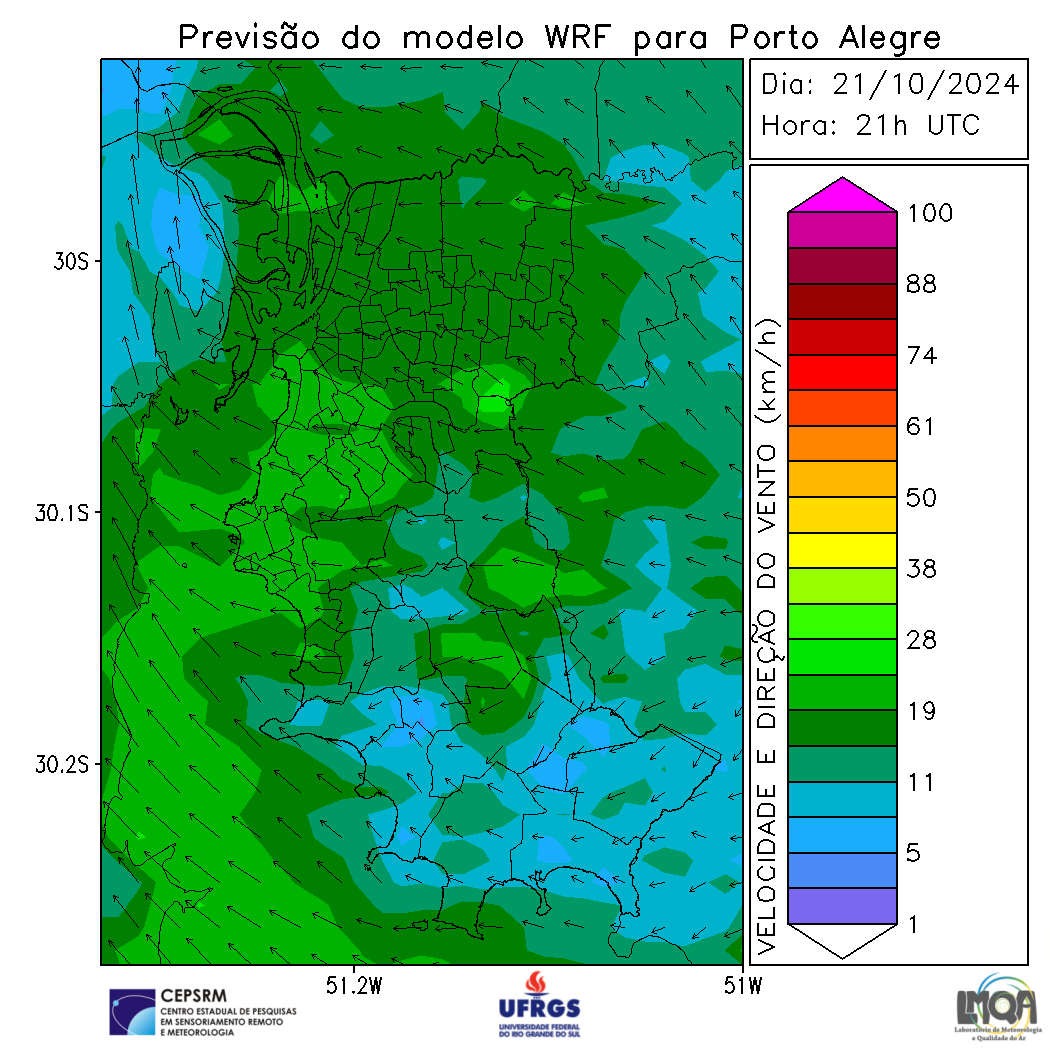 Previsão do modelo WRF para Porto Alegre
Dia: 21/10/2024
Hora: 21h UTC
30S
30.1S
30.2S
51.2W
51W
VELOCIDADE E DIREÇÃO DO VENTO (km/h)
100
88
74
61
50
38
28
19
11
5
1
CEPSRM
CENTRO ESTADUAL DE PESQUISAS
EM SENSORIAMENTO REMOTO
E METEOROLOGIA
UFRGS
UNIVERSIDADE FEDERAL
DO RIO GRANDE DO SUL
LMQA
Laboratório de Meteorologia
e Qualidade do Ar